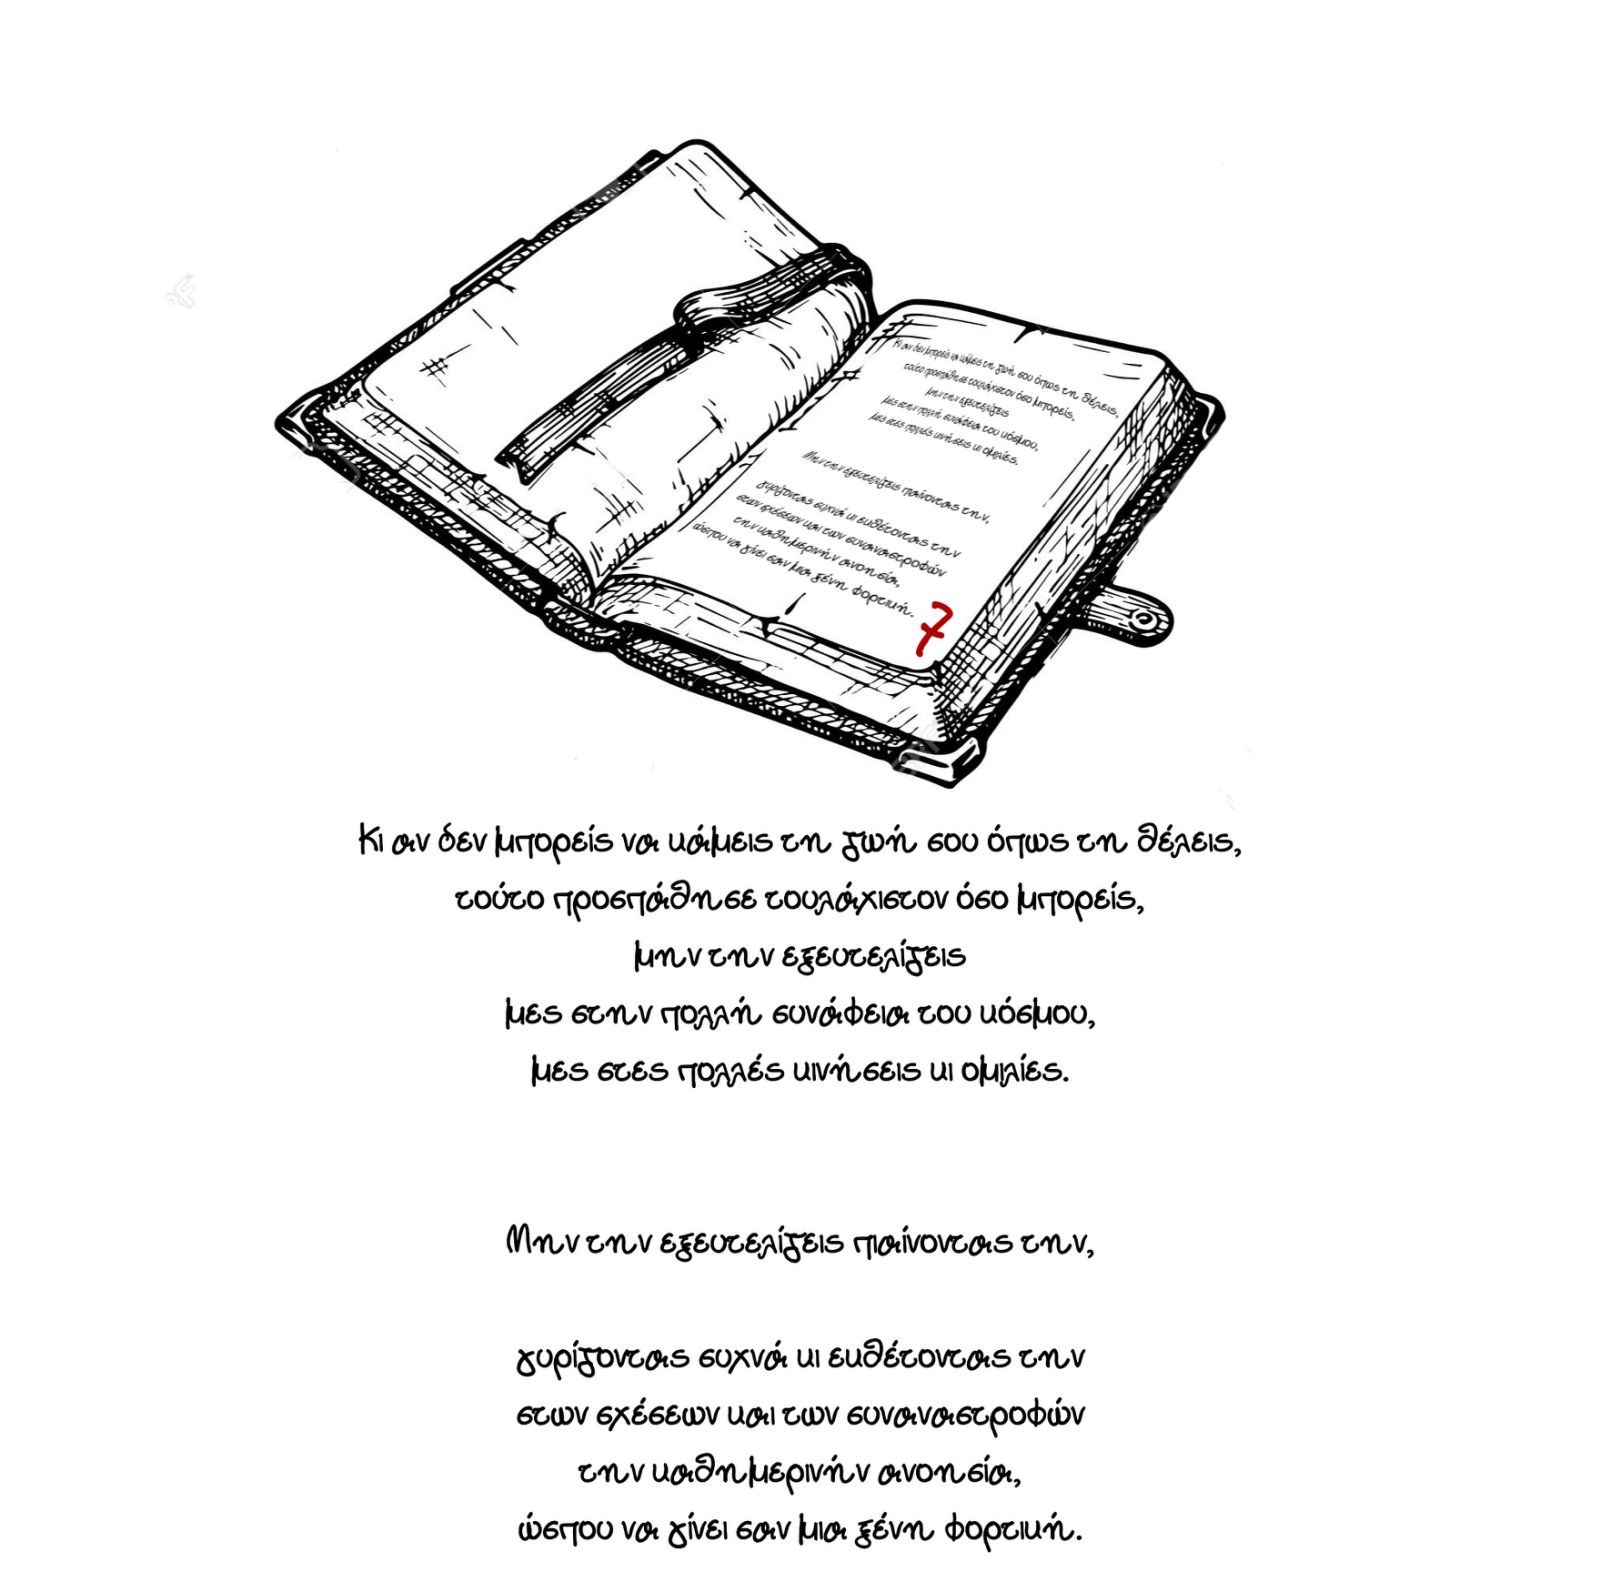 Κι αν δεν μπορείς να κάμεις τη ζωή σου όπως τη θέλεις,
τούτο προσπάθησε τουλάχιστον όσο μπορείς,
μην την εξευτελίζεις
μες στην πολλή συνάφεια του κόσμου,
μες στες πολλές κινήσεις κι ομιλίες.
Μην την εξευτελίζεις παίνοντας την,
γυρίζοντας συχνά κι εκθέτοντας την
στων σχέσεων και των συναναστροφών
την καθημερινήν ανοησία,
ώσπου να γίνει σαν μια ξένη φορτική.
7
Κι αν δεν μπορείς να κάμεις τη ζωή σου όπως τη θέλεις,
τούτο προσπάθησε τουλάχιστον όσο μπορείς,
μην την εξευτελίζεις
μες στην πολλή συνάφεια του κόσμου,
μες στες πολλές κινήσεις κι ομιλίες.
Μην την εξευτελίζεις πιαίνοντας την,
γυρίζοντας συχνά κι εκθέτοντας την
στων σχέσεων και των συναναστροφών
την καθημερινήν ανοησία,
ώσπου να γίνει σαν μια ξένη φορτική.